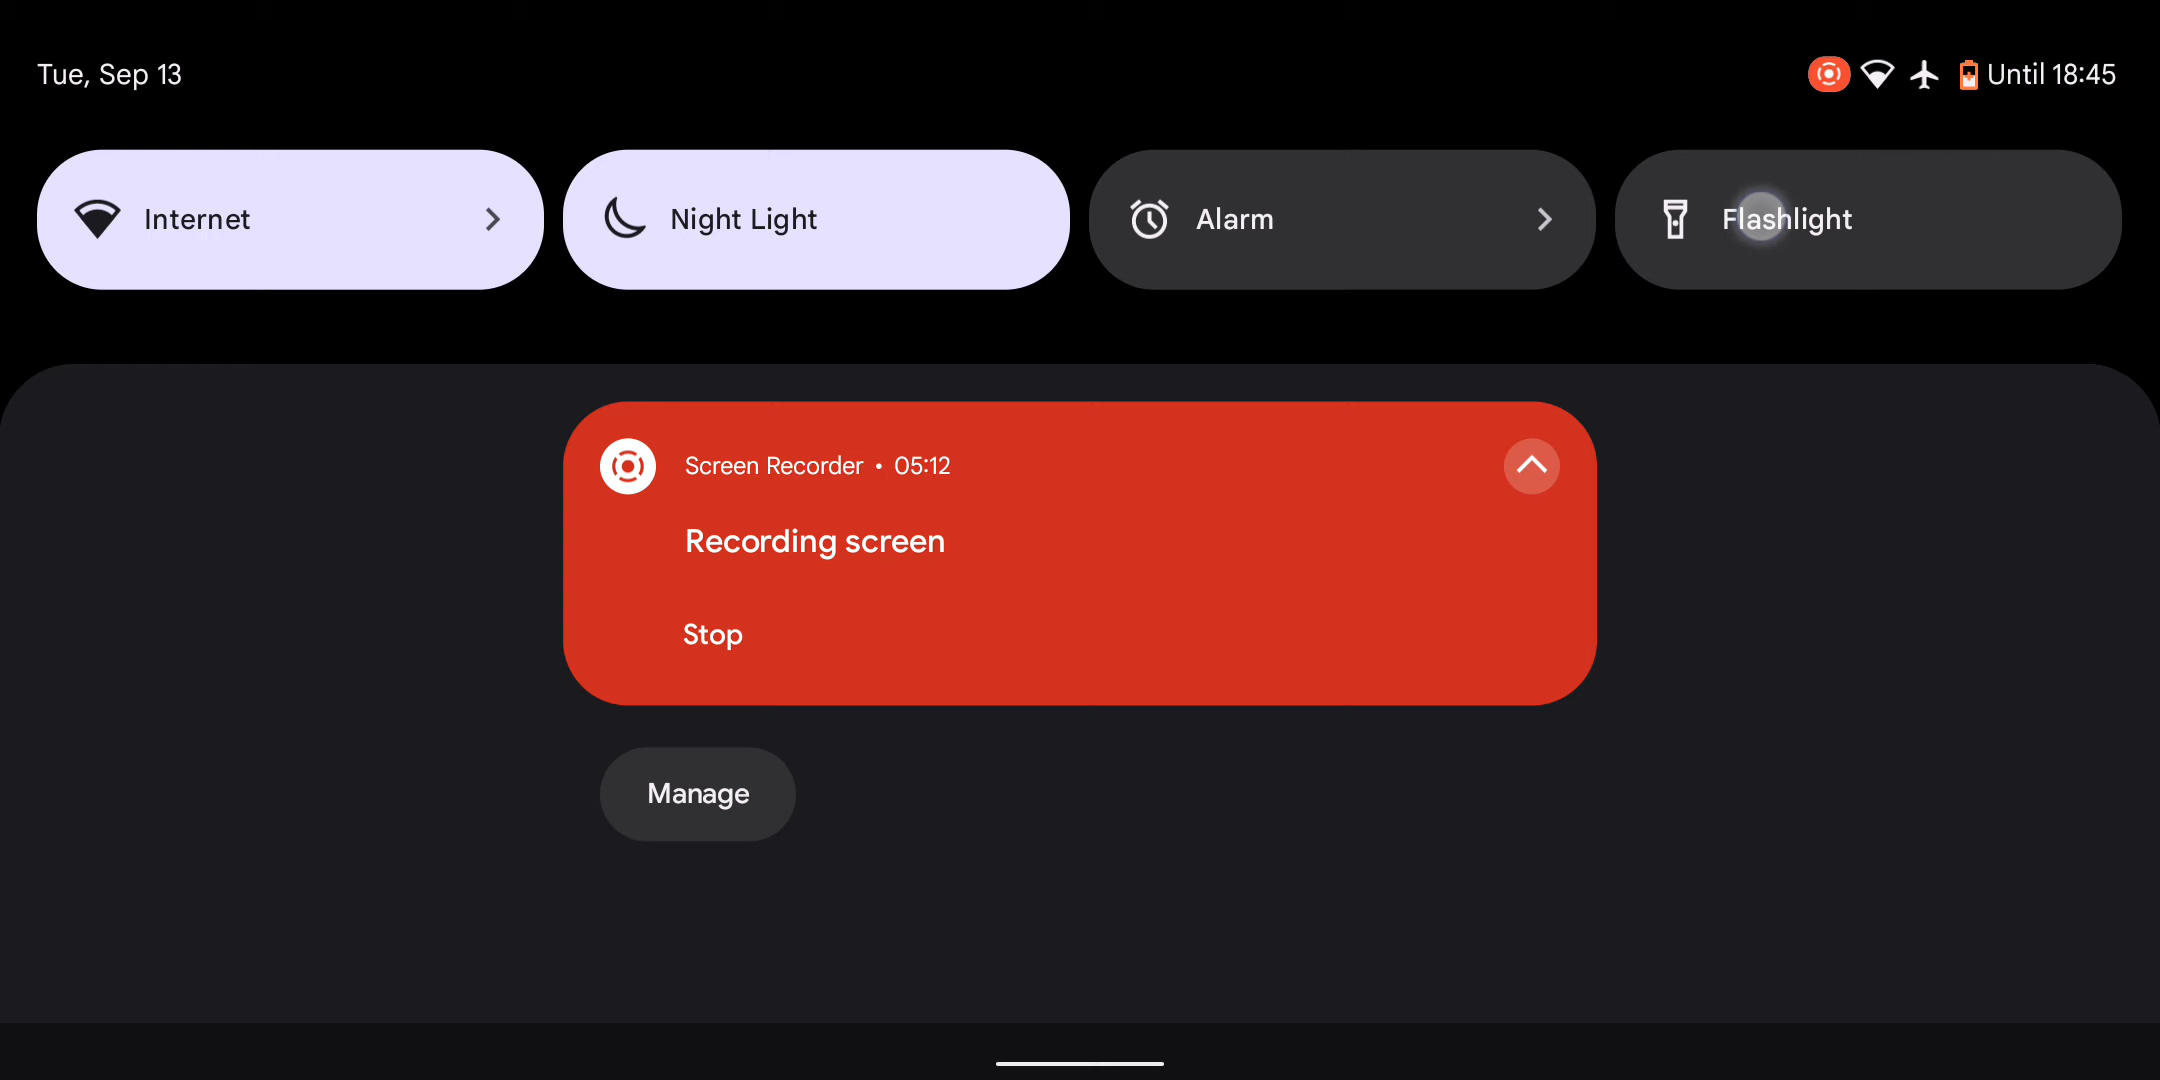 Tue, Sep 13
Until 18:45
Internet
Night Light
Alarm
Flashlight
Screen Recorder • 05:12
Recording screen
Stop
Manage